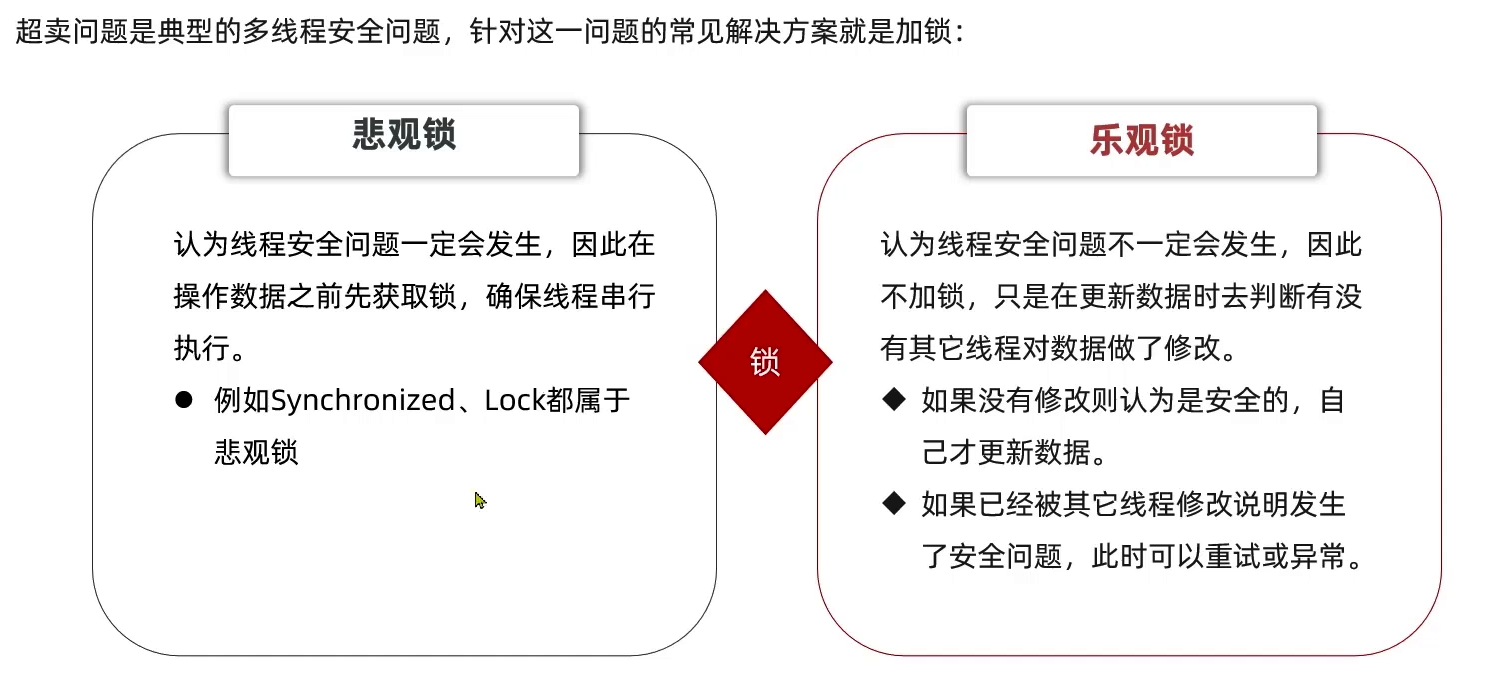 超卖问题是典型的多线程安全问题，针对这一问题的常见解决方案就是加锁：
悲观锁
认为线程安全问题一定会发生，因此在
操作数据之前先获取锁，确保线程串行
执行。
● 例如Synchronized、Lock都属于
悲观锁
锁
乐观锁
认为线程安全问题不一定会发生，因此
不加锁，只是在更新数据时去判断有没
有其它线程对数据做了修改。
◆ 如果没有修改则认为是安全的，自
己才更新数据。
◆ 如果已经被其它线程修改说明发生
了安全问题，此时可以重试或异常。